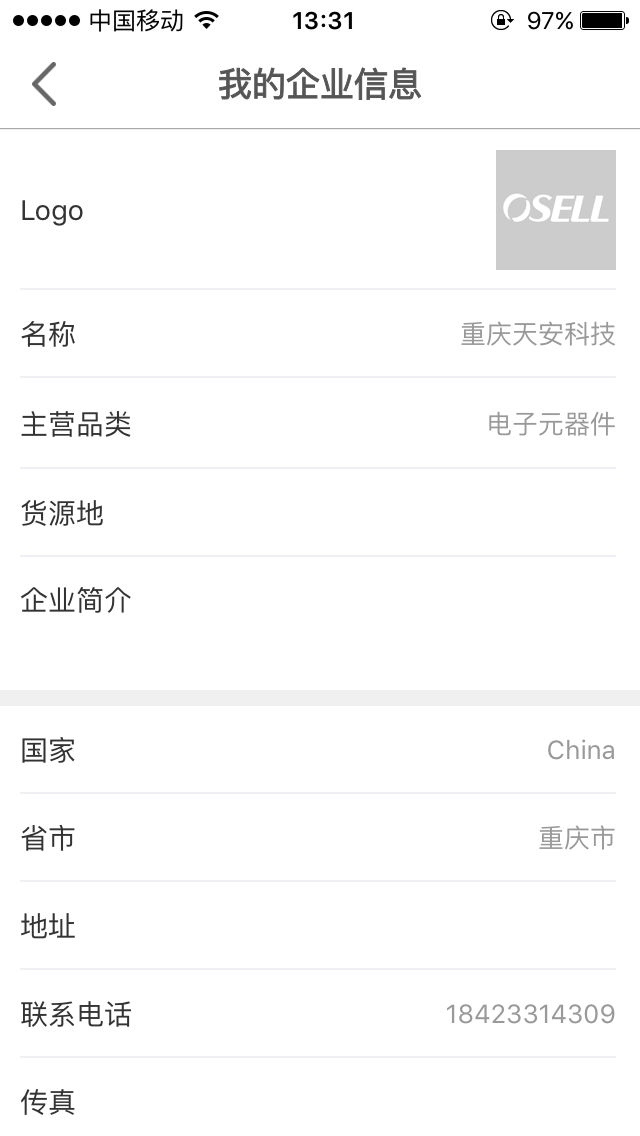 中国移动 13:31 97%
我的企业信息
Logo OSELL
名称 重庆天安科技
主营品类 电子元器件
货源地
企业简介
国家 China
省市 重庆市
地址
联系电话 18423314309
传真